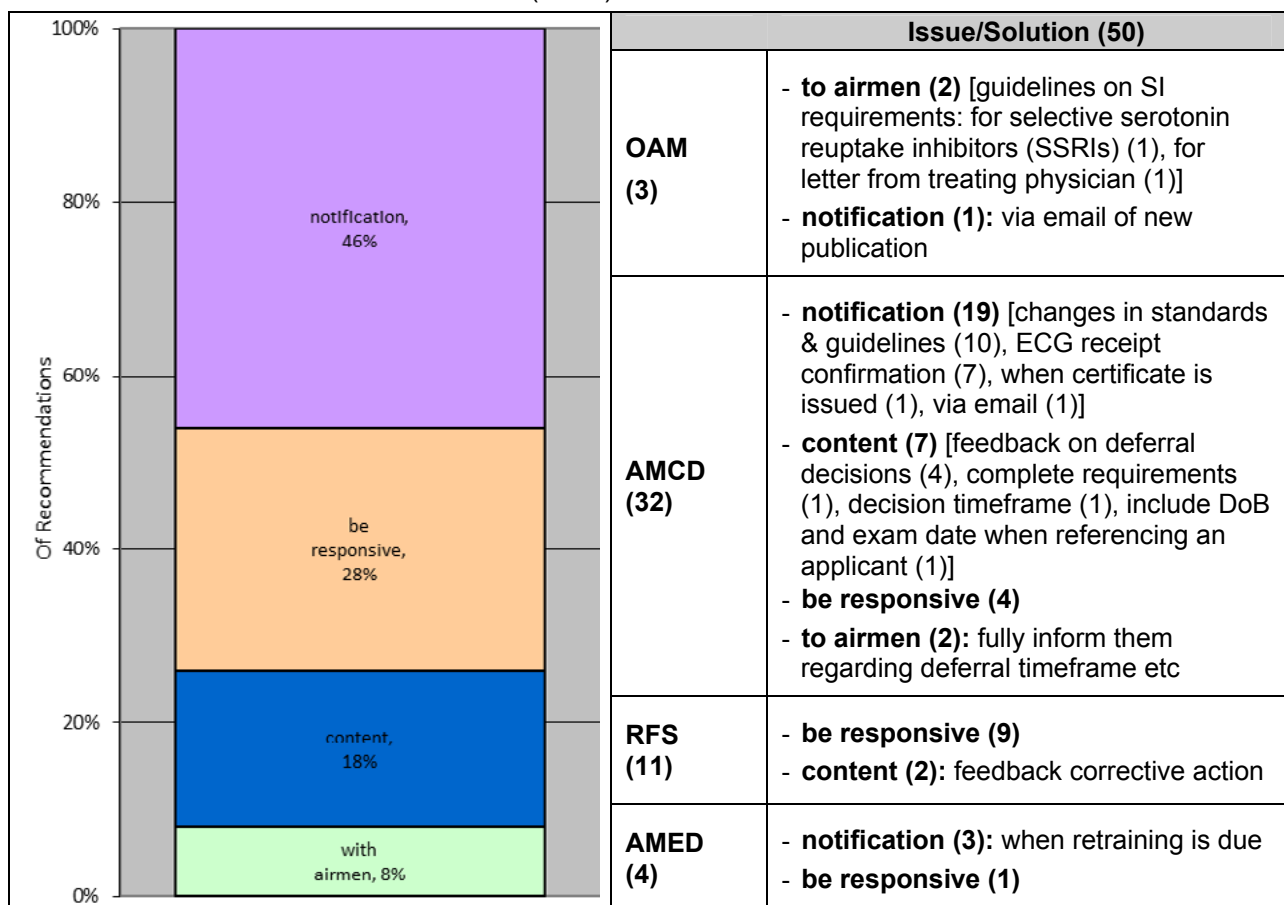 100%
80%
60%
40%
20%
0%
Of Recommendations
notification,
46%
be
responsive,
28%
content,
18%
with
airmen, 8%
Issue/Solution (50)
OAM
(3)
- to airmen (2) [guidelines on SI
requirements: for selective serotonin
reuptake inhibitors (SSRIs) (1), for
letter from treating physician (1)]
- notification (1): via email of new
publication
AMCD
(32)
- notification (19) [changes in standards
& guidelines (10), ECG receipt
confirmation (7), when certificate is
issued (1), via email (1)]
- content (7) [feedback on deferral
decisions (4), complete requirements
(1), decision timeframe (1), include DoB
and exam date when referencing an
applicant (1)]
- be responsive (4)
- to airmen (2): fully inform them
regarding deferral timeframe etc
RFS
(11)
- be responsive (9)
- content (2): feedback corrective action
AMED
(4)
- notification (3): when retraining is due
- be responsive (1)